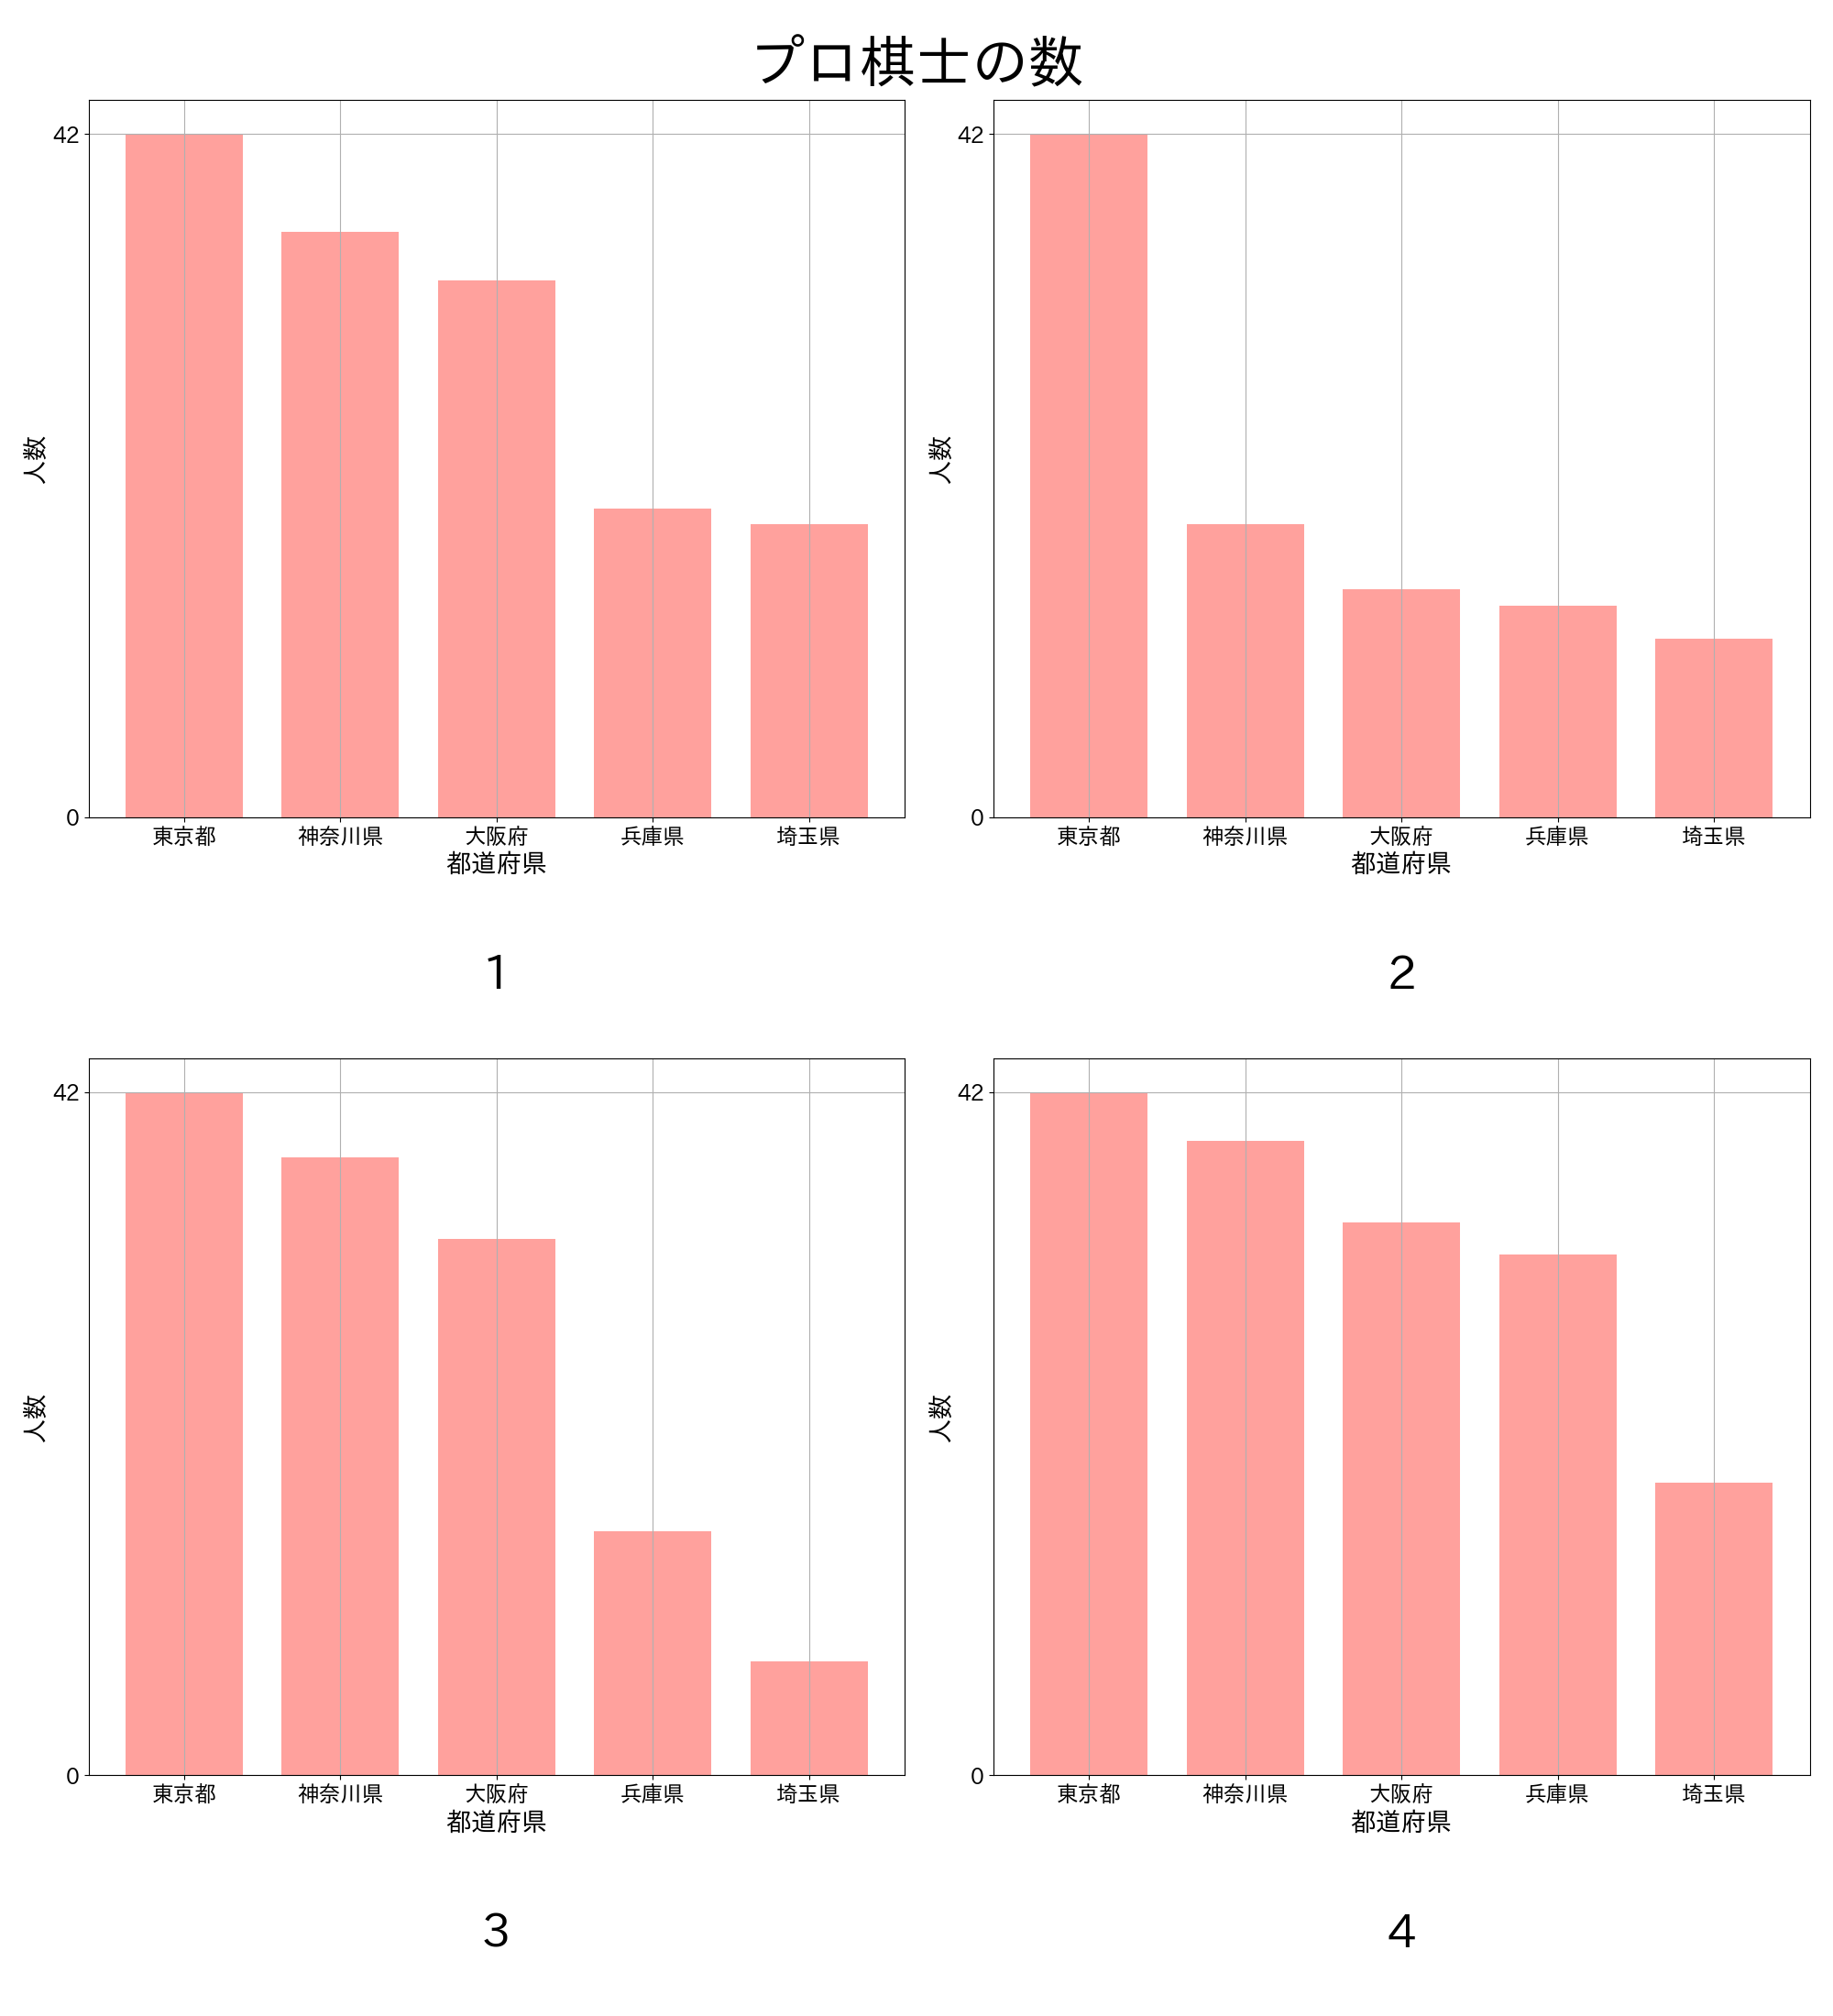 プロ棋士の数
42
0
人数
東京都 神奈川県 大阪府 兵庫県 埼玉県
都道府県
1
42
0
人数
東京都 神奈川県 大阪府 兵庫県 埼玉県
都道府県
2
42
0
人数
東京都 神奈川県 大阪府 兵庫県 埼玉県
都道府県
3
42
0
人数
東京都 神奈川県 大阪府 兵庫県 埼玉県
都道府県
4